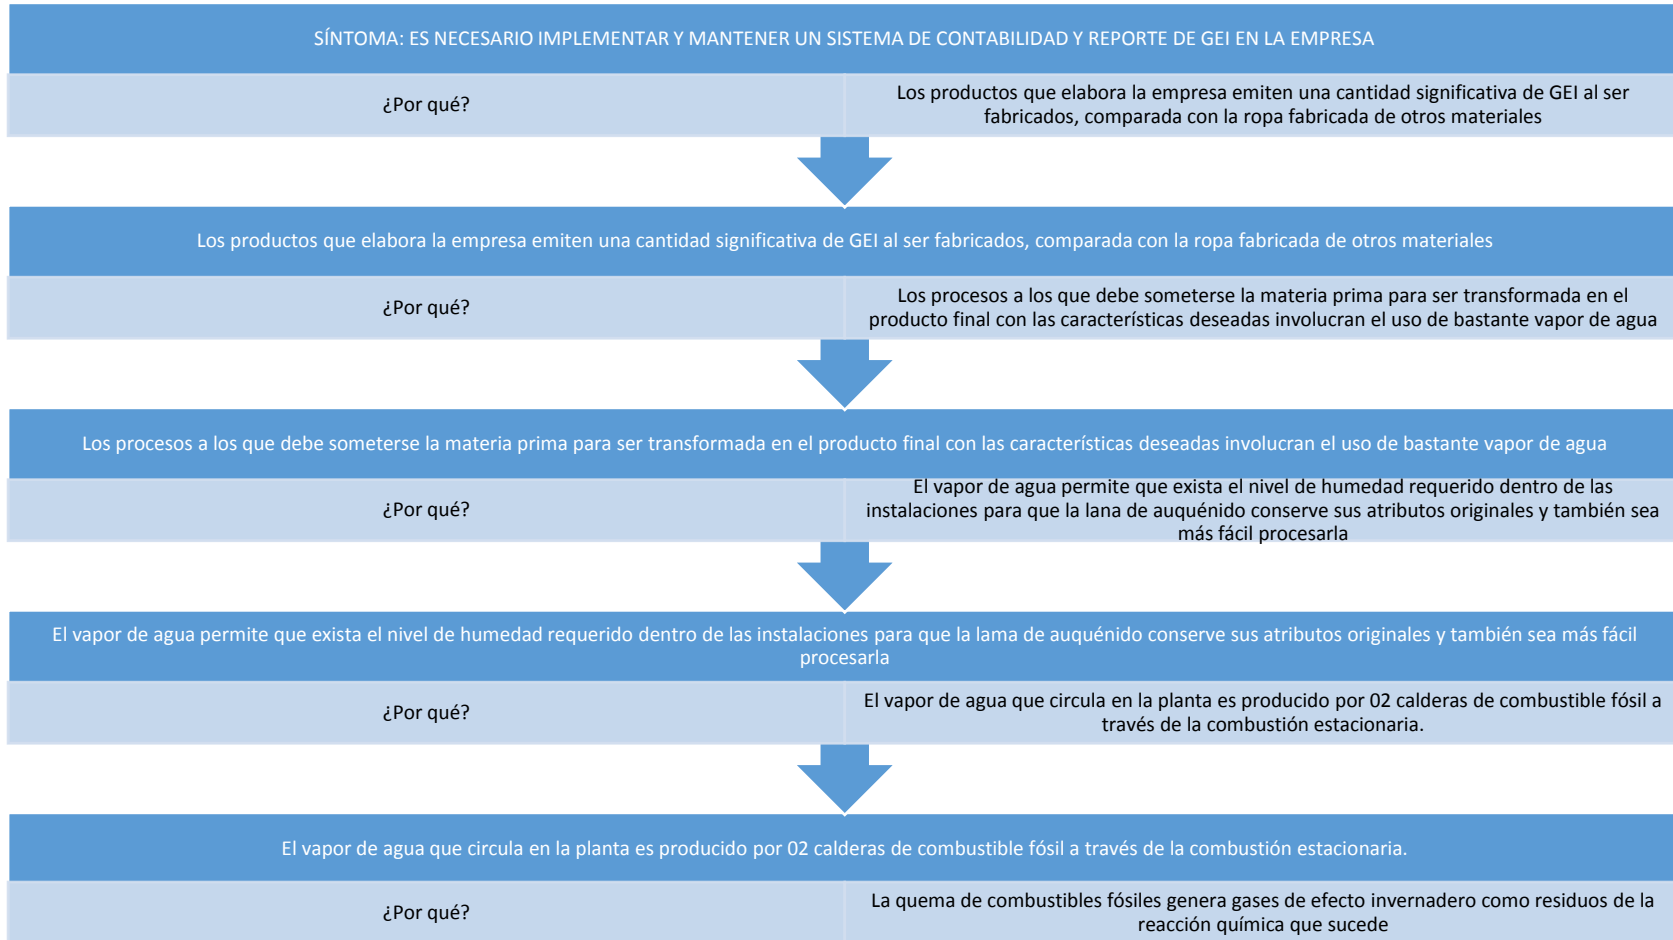 SÍNTOMA: ES NECESARIO IMPLEMENTAR Y MANTENER UN SISTEMA DE CONTABILIDAD Y REPORTE DE GEI EN LA EMPRESA
¿Por qué?
Los productos que elabora la empresa emiten una cantidad significativa de GEI al ser
fabricados, comparada con la ropa fabricada de otros materiales
Los productos que elabora la empresa emiten una cantidad significativa de GEI al ser fabricados, comparada con la ropa fabricada de otros materiales
¿Por qué?
Los procesos a los que debe someterse la materia prima para ser transformada en el
producto final con las características deseadas involucran el uso de bastante vapor de agua
Los procesos a los que debe someterse la materia prima para ser transformada en el producto final con las características deseadas involucran el uso de bastante vapor de agua
¿Por qué?
El vapor de agua permite que exista el nivel de humedad requerido dentro de las
instalaciones para que la lana de auquénido conserve sus atributos originales y también sea
más fácil procesarla
El vapor de agua permite que exista el nivel de humedad requerido dentro de las instalaciones para que la lama de auquénido conserve sus atributos originales y también sea más fácil
procesarla
¿Por qué?
El vapor de agua que circula en la planta es producido por 02 calderas de combustible fósil a
través de la combustión estacionaria.
El vapor de agua que circula en la planta es producido por 02 calderas de combustible fósil a través de la combustión estacionaria.
¿Por qué?
La quema de combustibles fósiles genera gases de efecto invernadero como residuos de la
reacción química que sucede